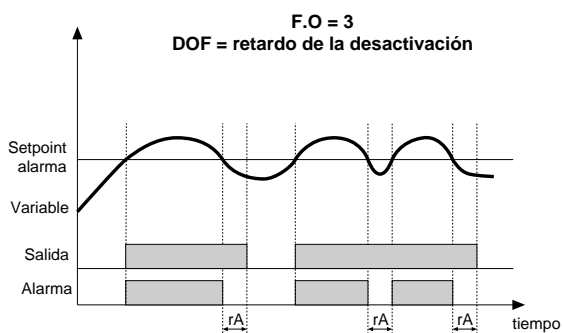 F.O = 3
DOF = retardo de la desactivación
Setpoint
alarma
Variable
Salida
Alarma
rA
rA
rA
tiempo